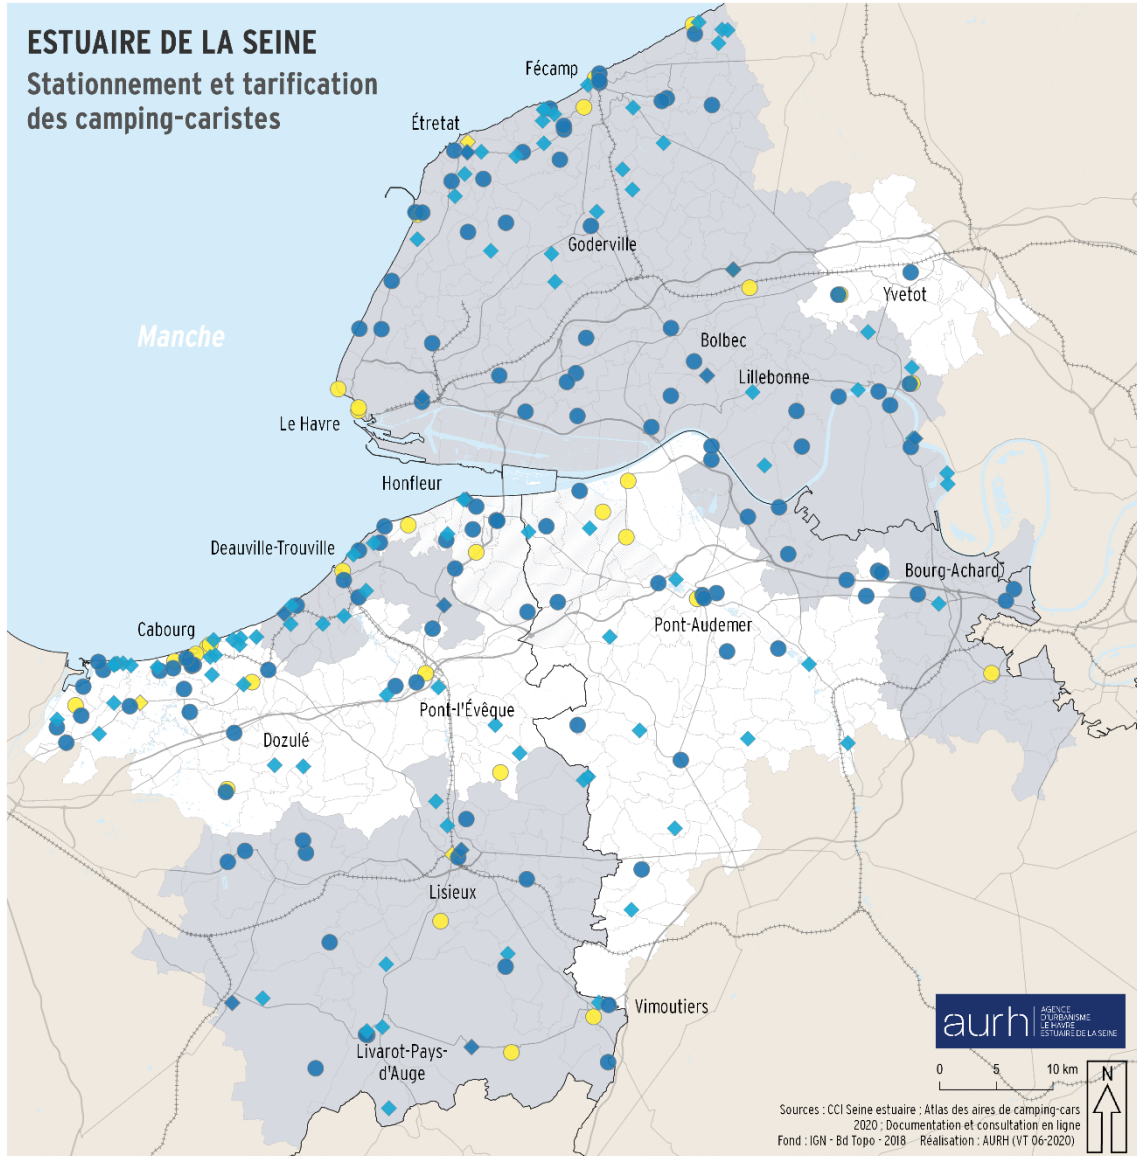 ESTUAIRE DE LA SEINE
Stationnement et tarification
des camping-caristes
Fécamp
Étretat
Goderville
Yvetot
Manche
Bolbec
Lillebonne
Le Havre
Honfleur
Deauville-Trouville
Bourg-Achard
Cabourg
Pont-Audemer
Pont-l'Évêque
Dozulé
Lisieux
Vimoutiers
Livarot-Pays-
d'Auge
aurh
AGENCE
D'URBANISME
LE HAVRE
ESTUAIRE DE LA SEINE
0 5 10 km
N
Sources : CCI Seine estuaire ; Atlas des aires de camping-cars
2020 ; Documentation et consultation en ligne
Fond : IGN - Bd Topo - 2018 Réalisation : AURH (VT 06-2020)